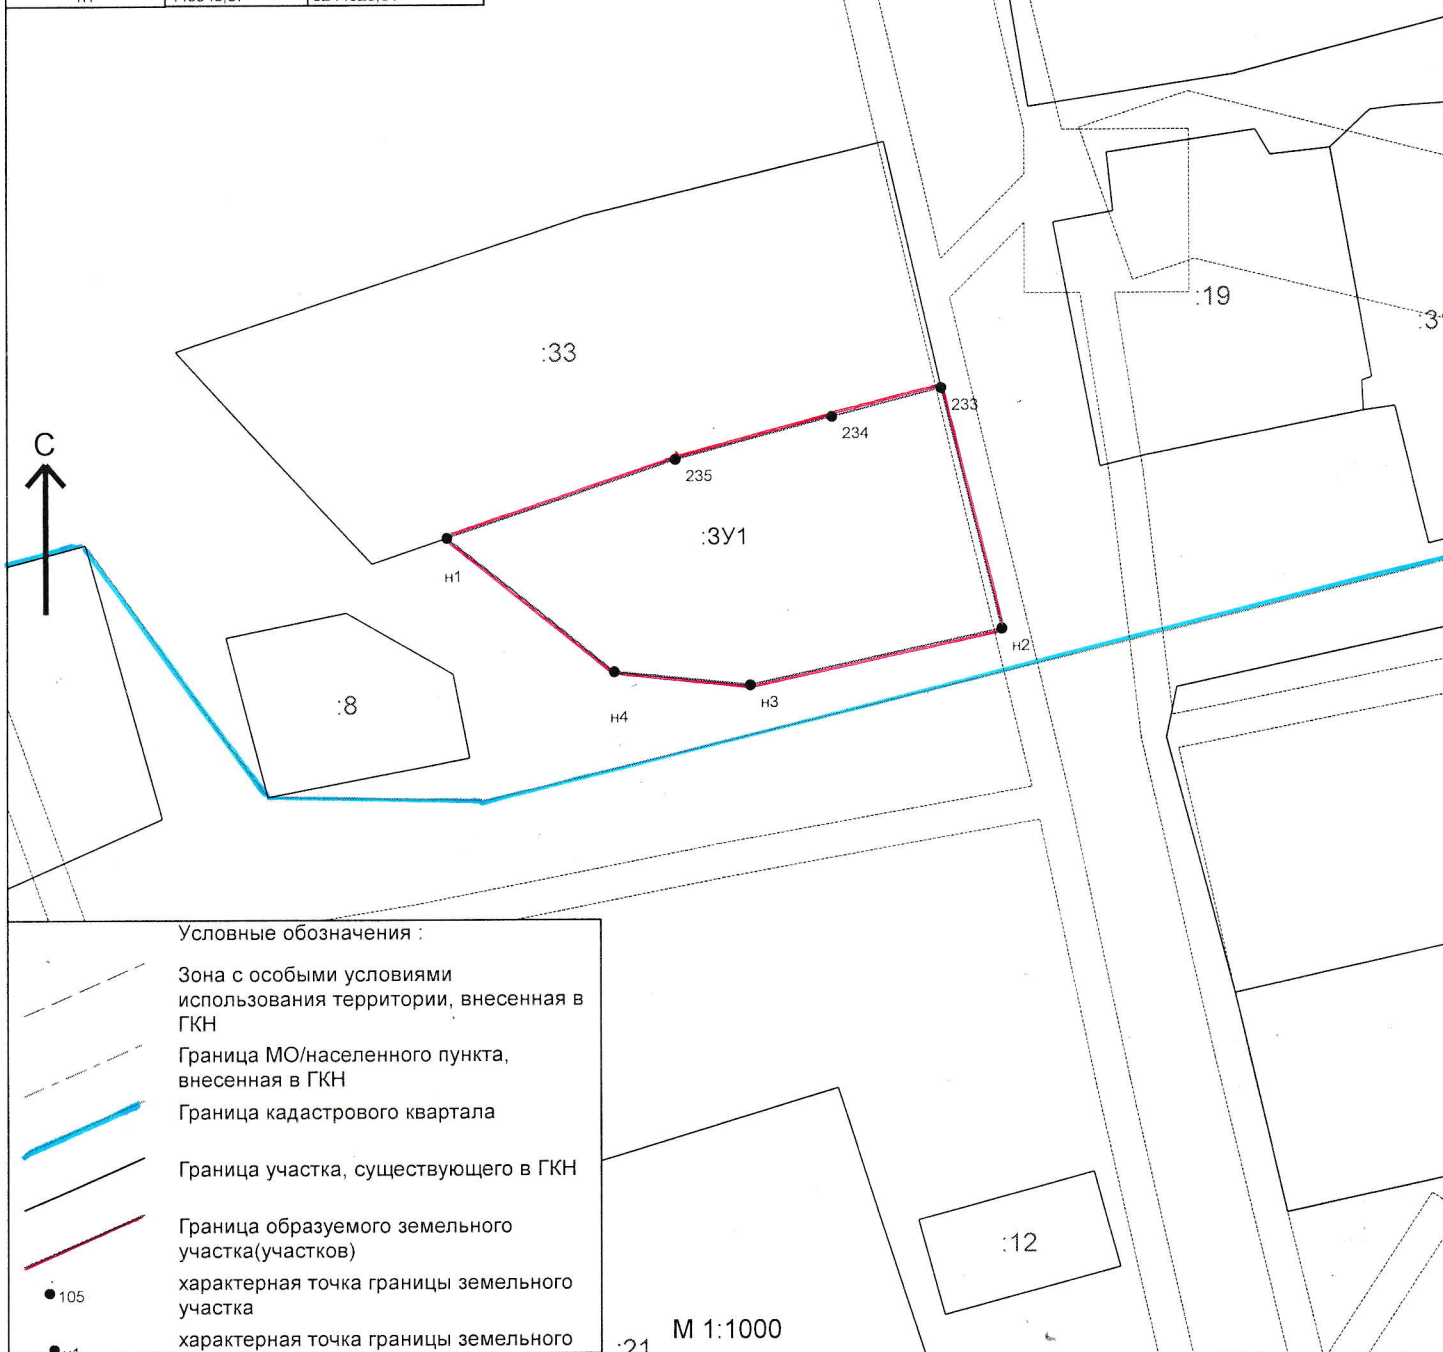 :33
:19
С
233
234
235
:ЗУ1
н1
н2
:8
н4
н3
Условные обозначения :
Зона с особыми условиями
использования территории, внесенная в
ГКН
Граница МО/населенного пункта,
внесенная в ГКН
Граница кадастрового квартала
Граница участка, существующего в ГКН
Граница образуемого земельного
участка(участков)
характерная точка границы земельного
105
участка
характерная точка границы земельного
:12
:21
М 1:1000